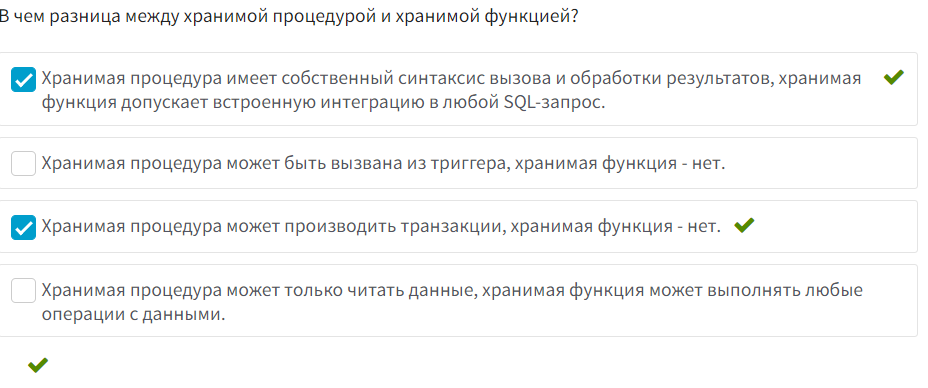 В чем разница между хранимой процедурой и хранимой функцией?
Хранимая процедура имеет собственный синтаксис вызова и обработки результатов, хранимая
функция допускает встроенную интеграцию в любой SQL-запрос.
Хранимая процедура может быть вызвана из триггера, хранимая функция - нет.
Хранимая процедура может производить транзакции, хранимая функция - нет.
Хранимая процедура может только читать данные, хранимая функция может выполнять любые
операции с данными.